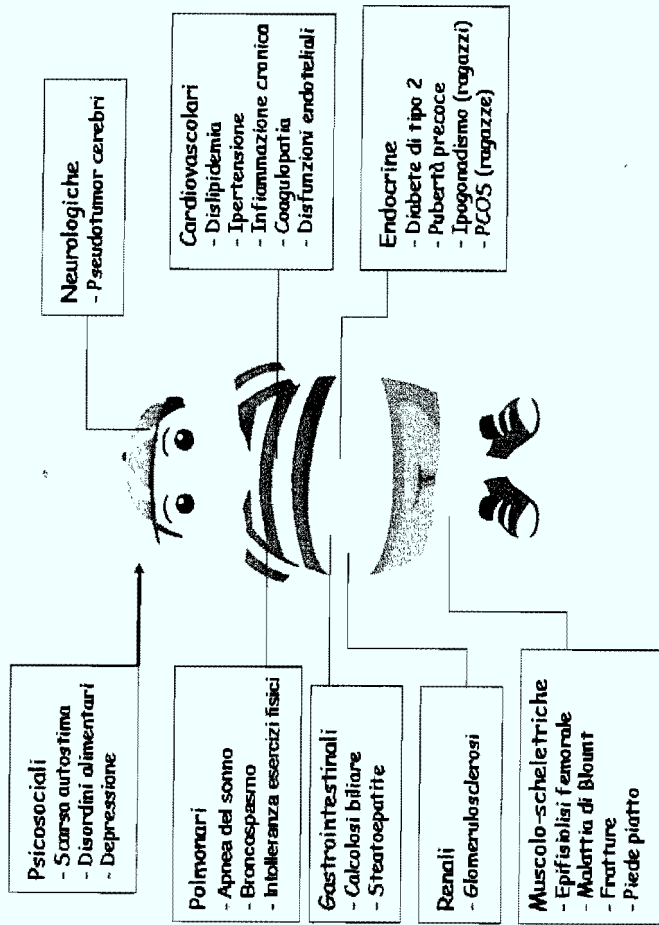 Psicosociali
- Scarsa autostima
- Disordini alimentari
- Depressione
Polmonari
- Apnea del sonno
- Broncospasmo
- Intolleranza esercizi fisici
Gastrointestinali
- Calcolosi biliare
- Steatoepatite
Renali
- Glomerulosclerosi
Muscolo-scheletriche
- Epifisiolisi femorale
- Malattia di Blount
- Fratture
- Piede piatto
Neurologiche
- Pseudotumor cerebri
Cardiovascolari
- Dislipidemia
- Ipertensione
- Infiammazione cronica
- Coagulopatia
- Disfunzioni endoteliali
Endocrine
- Diabete di tipo 2
- Pubertà precoce
- Ipogonadismo (ragazzi)
- PCOS (ragazze)